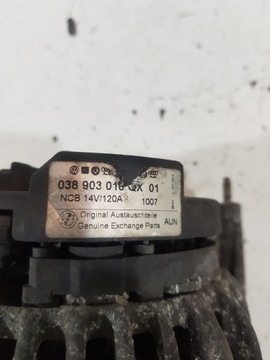 038 903 018 QX 01
NCB 14V/120A 1007
Original Austauschteile
Genuine Exchange Parts AUN